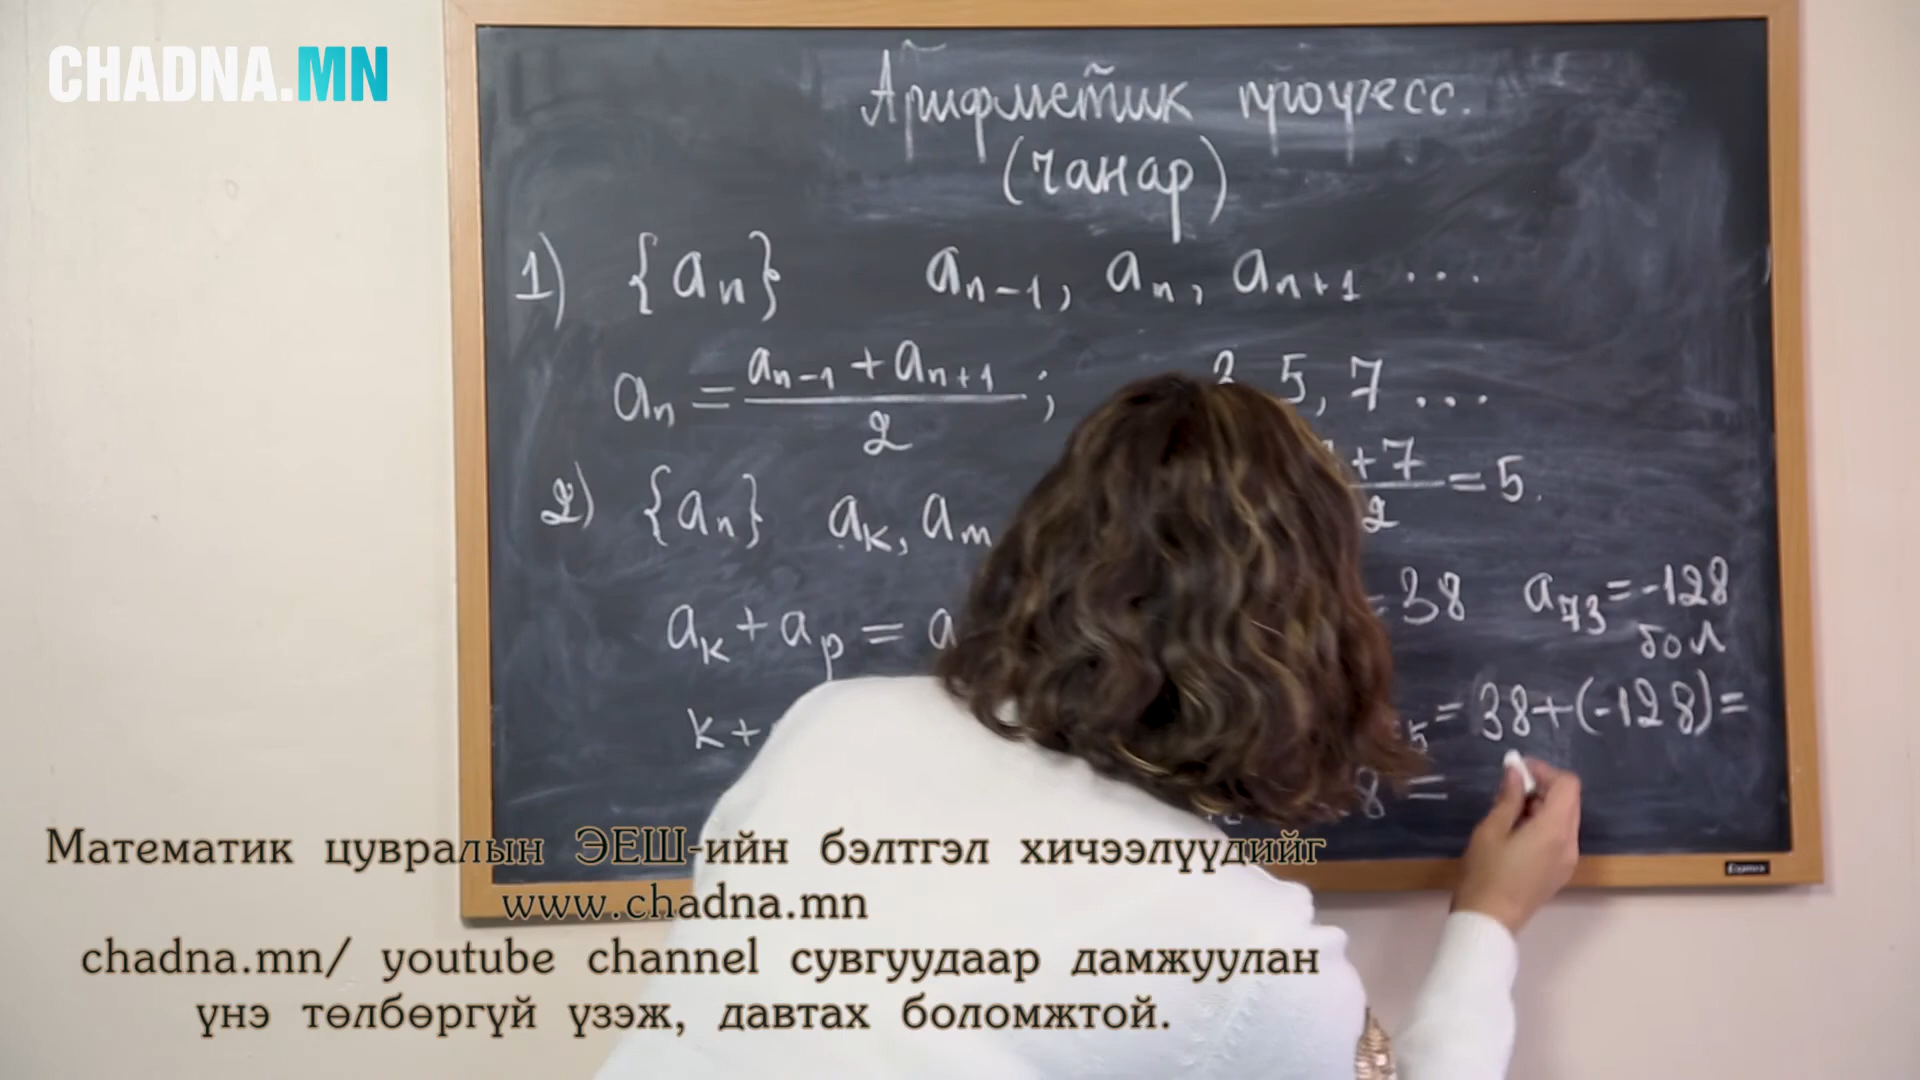 CHADNA.MN
Арифметик прогресс.
(чанар)
1) {aₙ} aₙ₋₁, aₙ, aₙ₊₁ ...
aₙ = (aₙ₋₁ + aₙ₊₁)/2 ; 5, 7 ...
+ 7 / 2 = 5.
2) {aₙ} aₖ, aₘ
= 38 a₇₃ = -128
aₖ + aₚ = a бол
k + 5 = 38 + (-128) =
8 =
Математик цувралын ЭЕШ-ийн бэлтгэл хичээлүүдийг
www.chadna.mn
chadna.mn/ youtube channel сувгуудаар дамжуулан
үнэ төлбөргүй үзэж, давтах боломжтой.